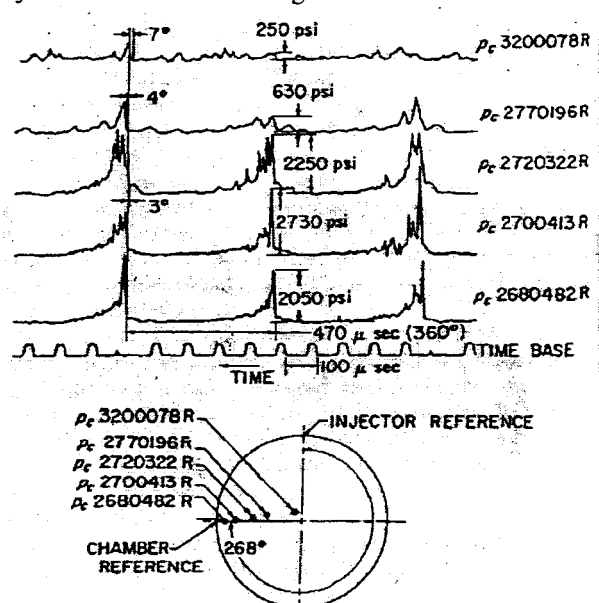 7°
250 psi
pc 3200078R
4°
630 psi
pc 2770196R
2250 psi
pc 2720322R
3°
2730 psi
pc 2700413R
2050 psi
pc 2680482R
470 μ sec (360°)
TIME BASE
TIME
100 μ sec
pc 3200078R
INJECTOR REFERENCE
pc 2770196R
pc 2720322R
pc 2700413R
pc 2680482R
CHAMBER
REFERENCE
268°